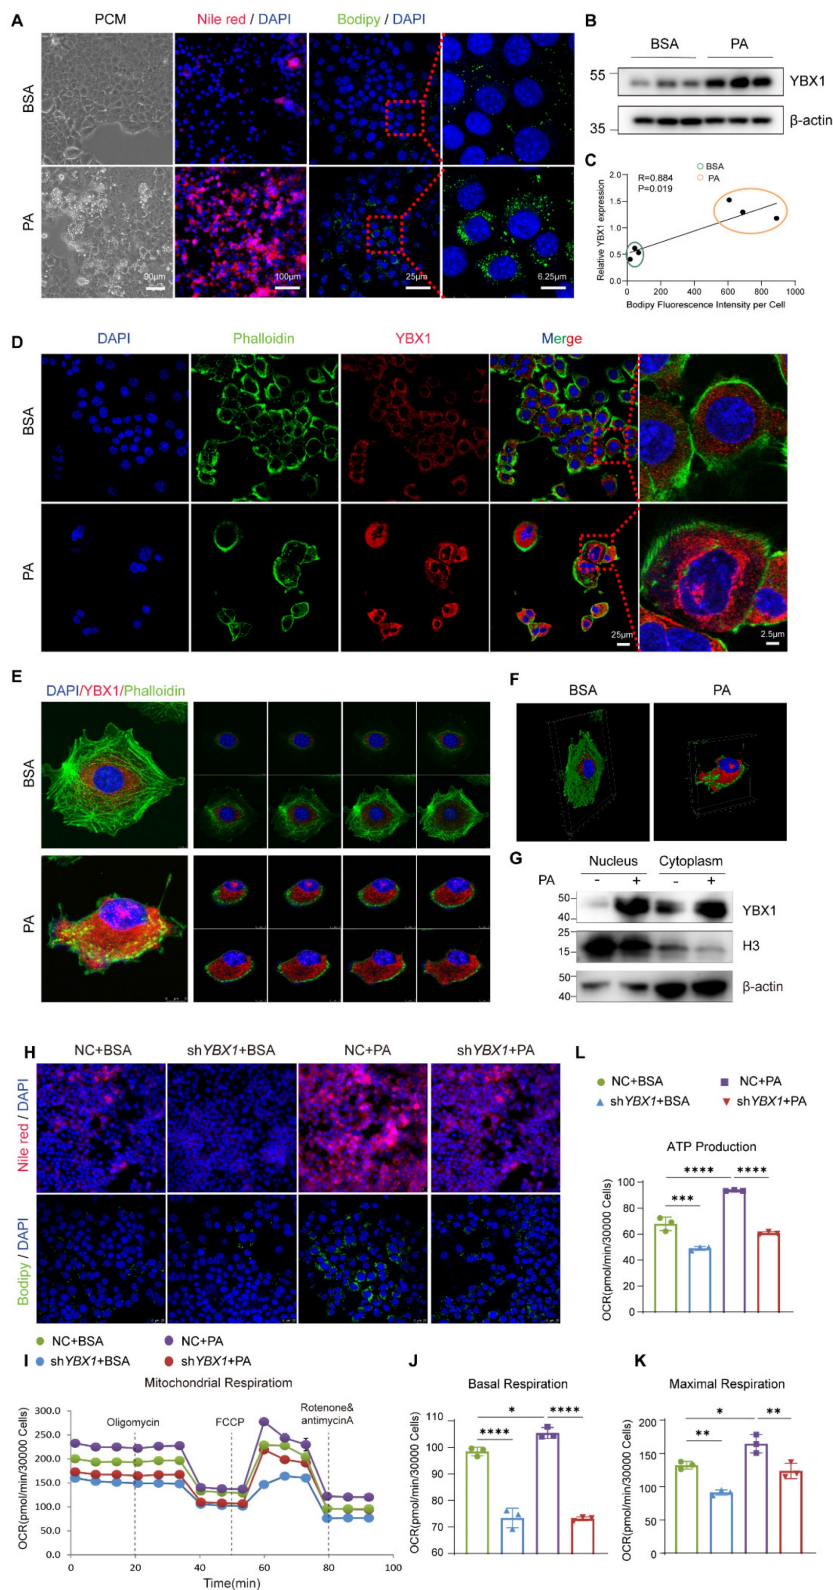 A
PCM
Nile red / DAPI
Bodipy / DAPI
BSA
PA
90μm
100μm
25μm
6.25μm
B
BSA PA
55
35
YBX1
β-actin
C
R=0.884
P=0.019
BSA
PA
Relative YBX1 expression
2.0
1.5
1.0
0.5
0.0
0 200 400 600 800 1000
Bodipy Fluorescence Intensity per Cell
D
DAPI
Phalloidin
YBX1
Merge
BSA
PA
25μm
2.5μm
E
DAPI/YBX1/Phalloidin
BSA
PA
F
BSA
PA
G
Nucleus Cytoplasm
PA - + - +
50
40
YBX1
25
15
H3
50
40
β-actin
H
NC+BSA
shYBX1+BSA
NC+PA
shYBX1+PA
Nile red / DAPI
Bodipy / DAPI
L
NC+BSA
NC+PA
shYBX1+BSA
shYBX1+PA
ATP Production
OCR(pmol/min/30000 Cells)
100
80
60
40
20
0
**** ****
***
NC+BSA
NC+PA
shYBX1+BSA
shYBX1+PA
I
Mitochondrial Respiratiom
OCR(pmol/min/30000 Cells)
300.0
250.0
200.0
150.0
100.0
50.0
0.0
Oligomycin
FCCP
Rotenone&
antimycinA
0 20 40 60 80 100
Time(min)
J
Basal Respiration
OCR(pmol/min/30000 Cells)
110
100
90
80
70
60
* ****
****
K
Maximal Respiration
OCR(pmol/min/30000 Cells)
200
150
100
50
0
* **
**